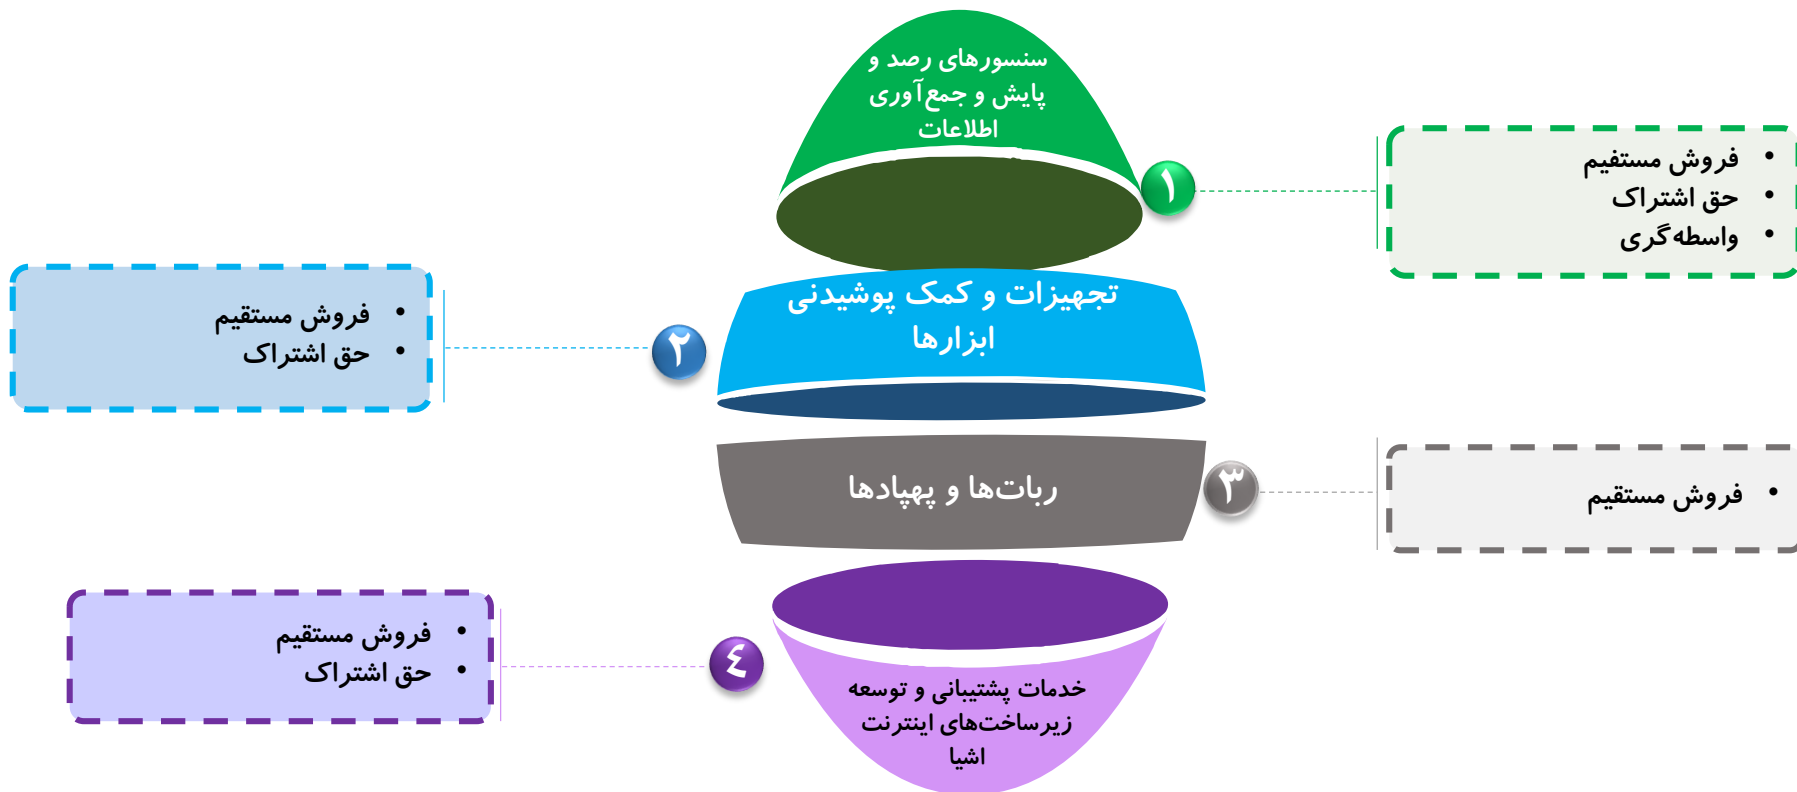 سنسورهای رصد و
پایش و جمع‌آوری
اطلاعات
۱
• فروش مستفیم
• حق اشتراک
• واسطه‌گری
تجهیزات و کمک پوشیدنی
ابزارها
۲
• فروش مستقیم
• حق اشتراک
ربات‌ها و پهپادها
۳
• فروش مستقیم
خدمات پشتیبانی و توسعه
زیرساخت‌های اینترنت
اشیا
٤
• فروش مستقیم
• حق اشتراک